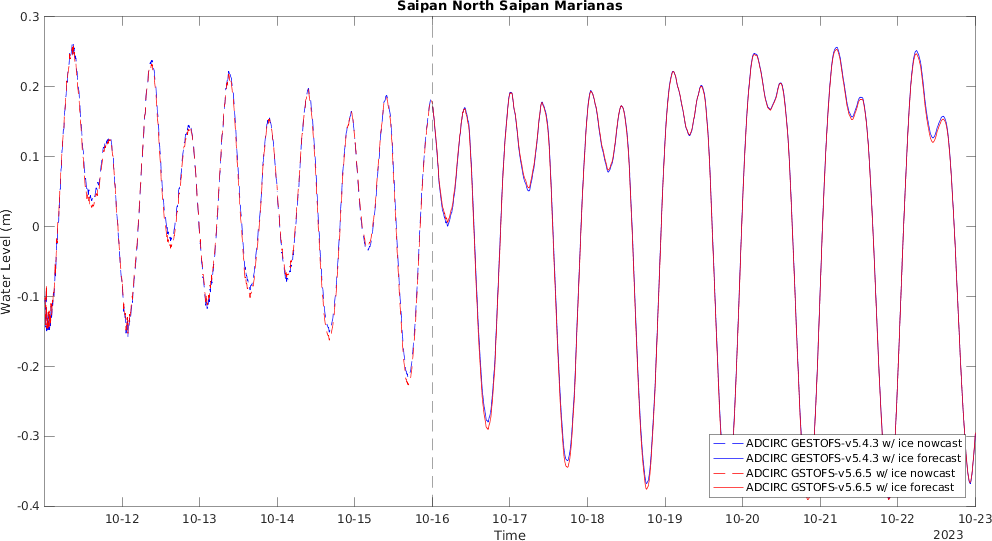 Saipan North Saipan Marianas
0.3
0.2
0.1
0
-0.1
-0.2
-0.3
-0.4
Water Level (m)
ADCIRC GESTOFS-v5.4.3 w/ ice nowcast
ADCIRC GESTOFS-v5.4.3 w/ ice forecast
ADCIRC GSTOFS-v5.6.5 w/ ice nowcast
ADCIRC GSTOFS-v5.6.5 w/ ice forecast
10-12 10-13 10-14 10-15 10-16 10-17 10-18 10-19 10-20 10-21 10-22 10-23
Time
2023